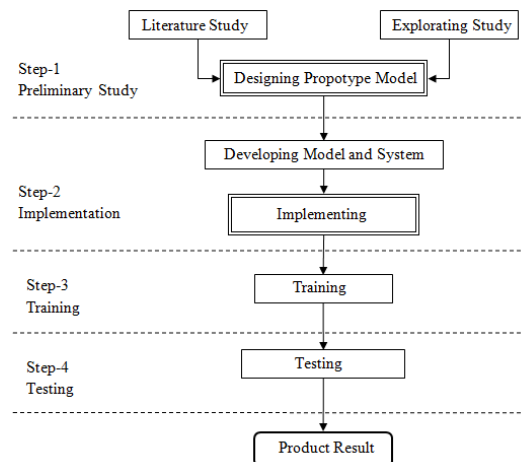 Literature Study
Explorating Study
Step-1
Preliminary Study
Designing Propotype Model
Developing Model and System
Step-2
Implementation
Implementing
Step-3
Training
Training
Step-4
Testing
Testing
Product Result